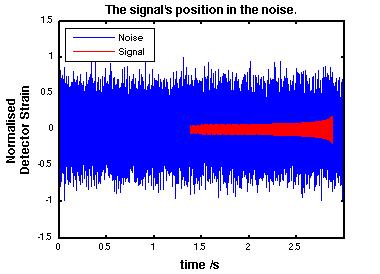 The signal's position in the noise.
Noise
Signal
Normalised
Detector Strain
1.5
1
0.5
0
-0.5
-1
-1.5
0
0.5
1
1.5
2
2.5
time /s